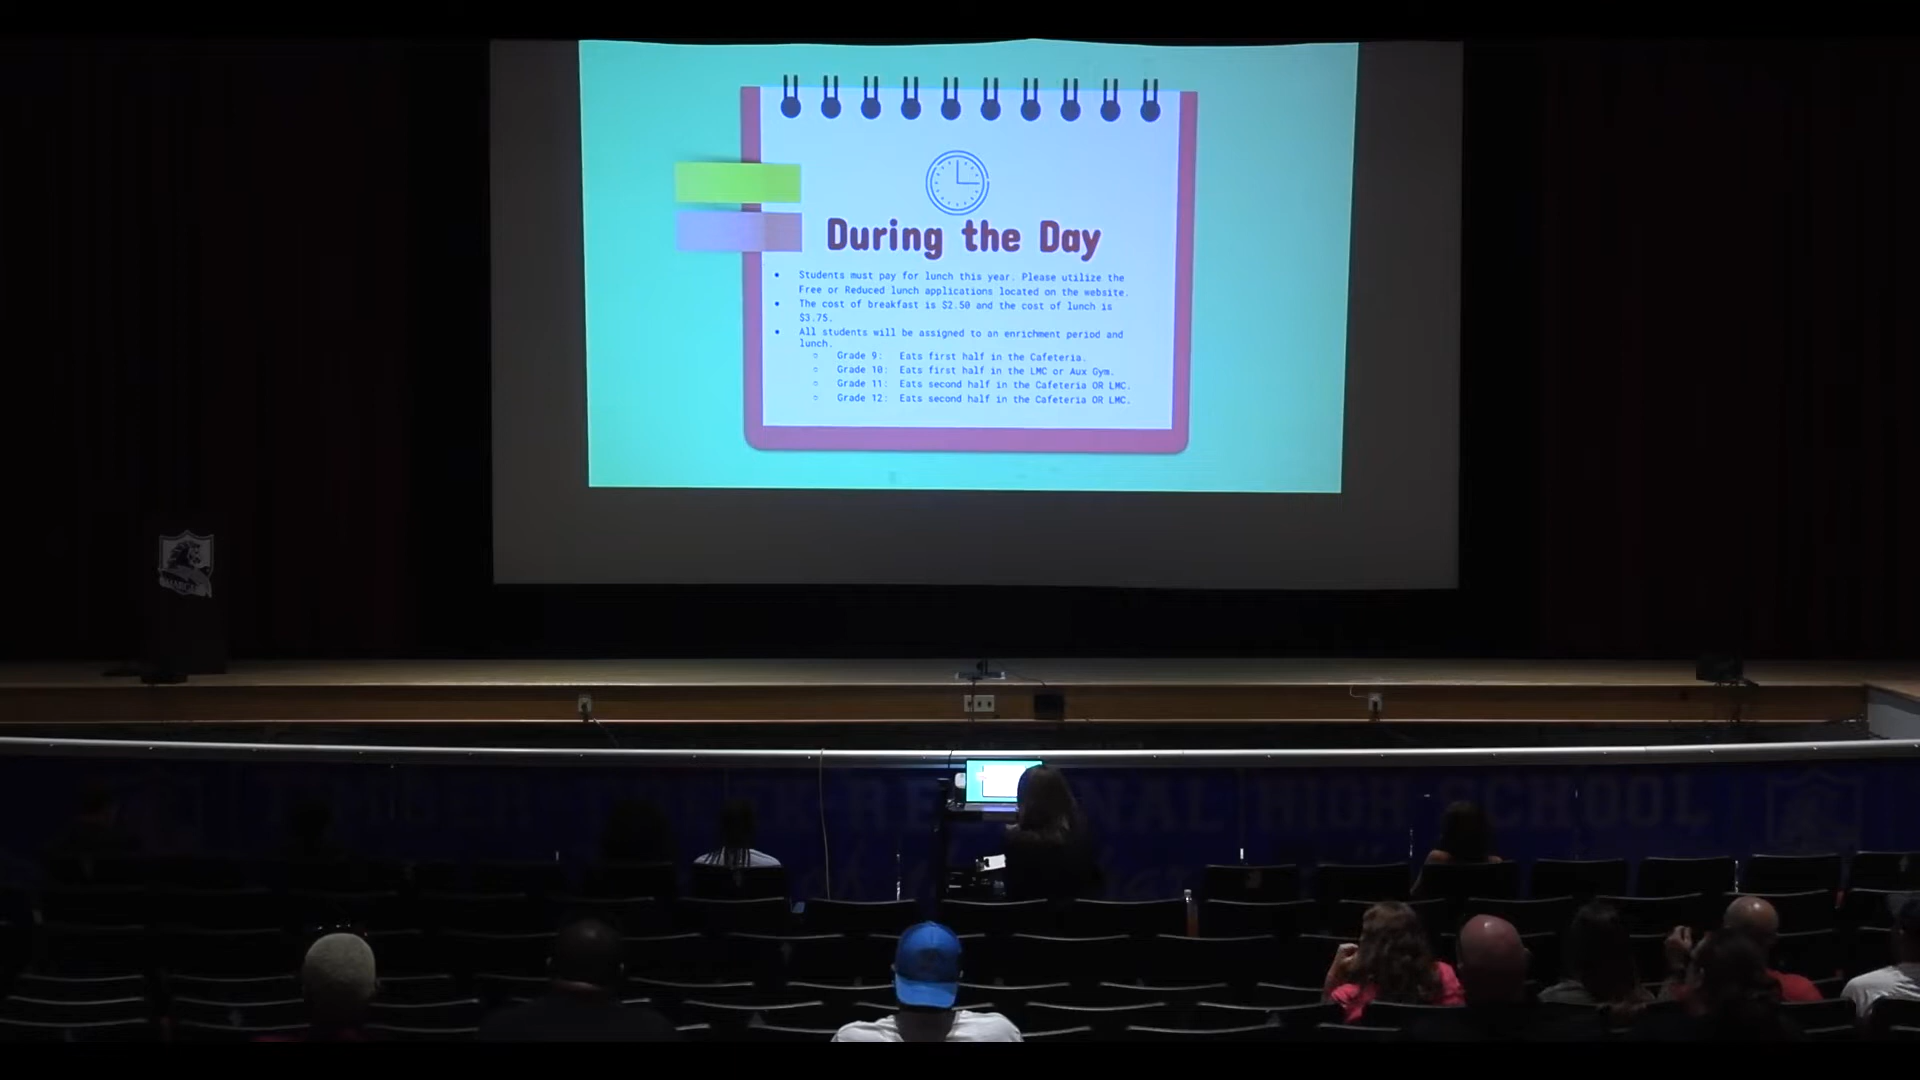 During the Day
• Students must pay for lunch this year. Please utilize the
Free or Reduced lunch applications located on the website.
• The cost of breakfast is $2.50 and the cost of lunch is
$3.75.
• All students will be assigned to an enrichment period and
lunch.
○ Grade 9: Eats first half in the Cafeteria.
○ Grade 10: Eats first half in the LMC or Aux Gym.
○ Grade 11: Eats second half in the Cafeteria OR LMC.
○ Grade 12: Eats second half in the Cafeteria OR LMC.
HIGH SCHOOL